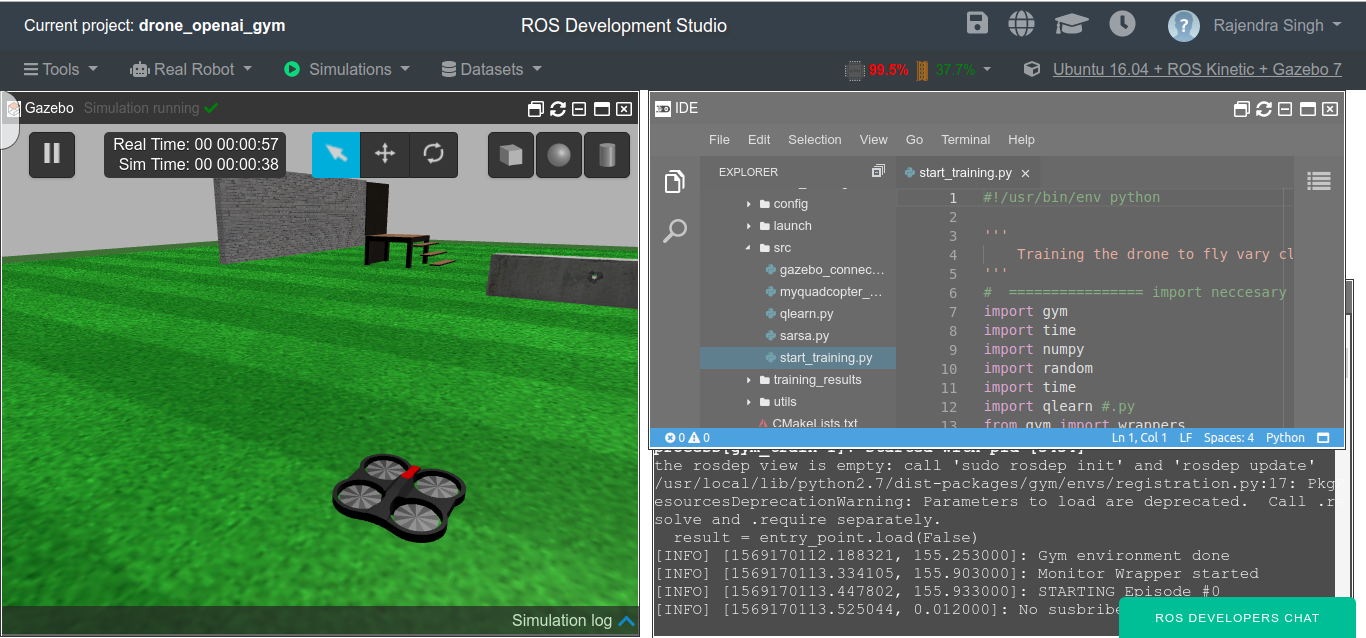 Current project: drone_openai_gym
ROS Development Studio
Rajendra Singh
Tools
Real Robot
Simulations
Datasets
99.5%
37.7%
Ubuntu 16.04 + ROS Kinetic + Gazebo 7
Gazebo Simulation running
Real Time: 00 00:00:57
Sim Time: 00 00:00:38
Simulation log
IDE
File Edit Selection View Go Terminal Help
EXPLORER
config
launch
src
gazebo_connec...
myquadcopter_...
qlearn.py
sarsa.py
start_training.py
training_results
utils
CMakeLists.txt
start_training.py
1 #!/usr/bin/env python
2
3 '''
4 Training the drone to fly vary cl
5 '''
6 # ================ import neccesary
7 import gym
8 import time
9 import numpy
10 import random
11 import time
12 import qlearn #.py
13 from gym import wrappers
0 0
Ln 1, Col 1 LF Spaces: 4 Python
the rosdep view is empty: call 'sudo rosdep init' and 'rosdep update'
/usr/local/lib/python2.7/dist-packages/gym/envs/registration.py:17: Pkg
esourcesDeprecationWarning: Parameters to load are deprecated. Call .r
solve and .require separately.
result = entry_point.load(False)
[INFO] [1569170112.188321, 155.253000]: Gym environment done
[INFO] [1569170113.334105, 155.903000]: Monitor Wrapper started
[INFO] [1569170113.447802, 155.933000]: STARTING Episode #0
[INFO] [1569170113.525044, 0.012000]: No susbribe
ROS DEVELOPERS CHAT